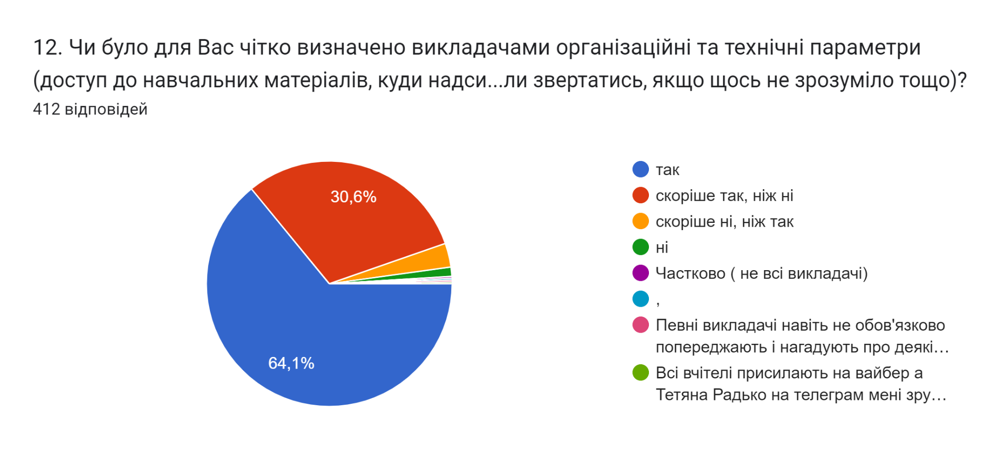 12. Чи було для Вас чітко визначено викладачами організаційні та технічні параметри
(доступ до навчальних матеріалів, куди надси...ли звертатись, якщо щось не зрозуміло тощо)?
412 відповідей
30,6%
64,1%
так
скоріше так, ніж ні
скоріше ні, ніж так
ні
Частково ( не всі викладачі)
,
Певні викладачі навіть не обов'язково
попереджають і нагадують про деякі...
Всі вчітелі присилають на вайбер а
Тетяна Радько на телеграм мені зру...